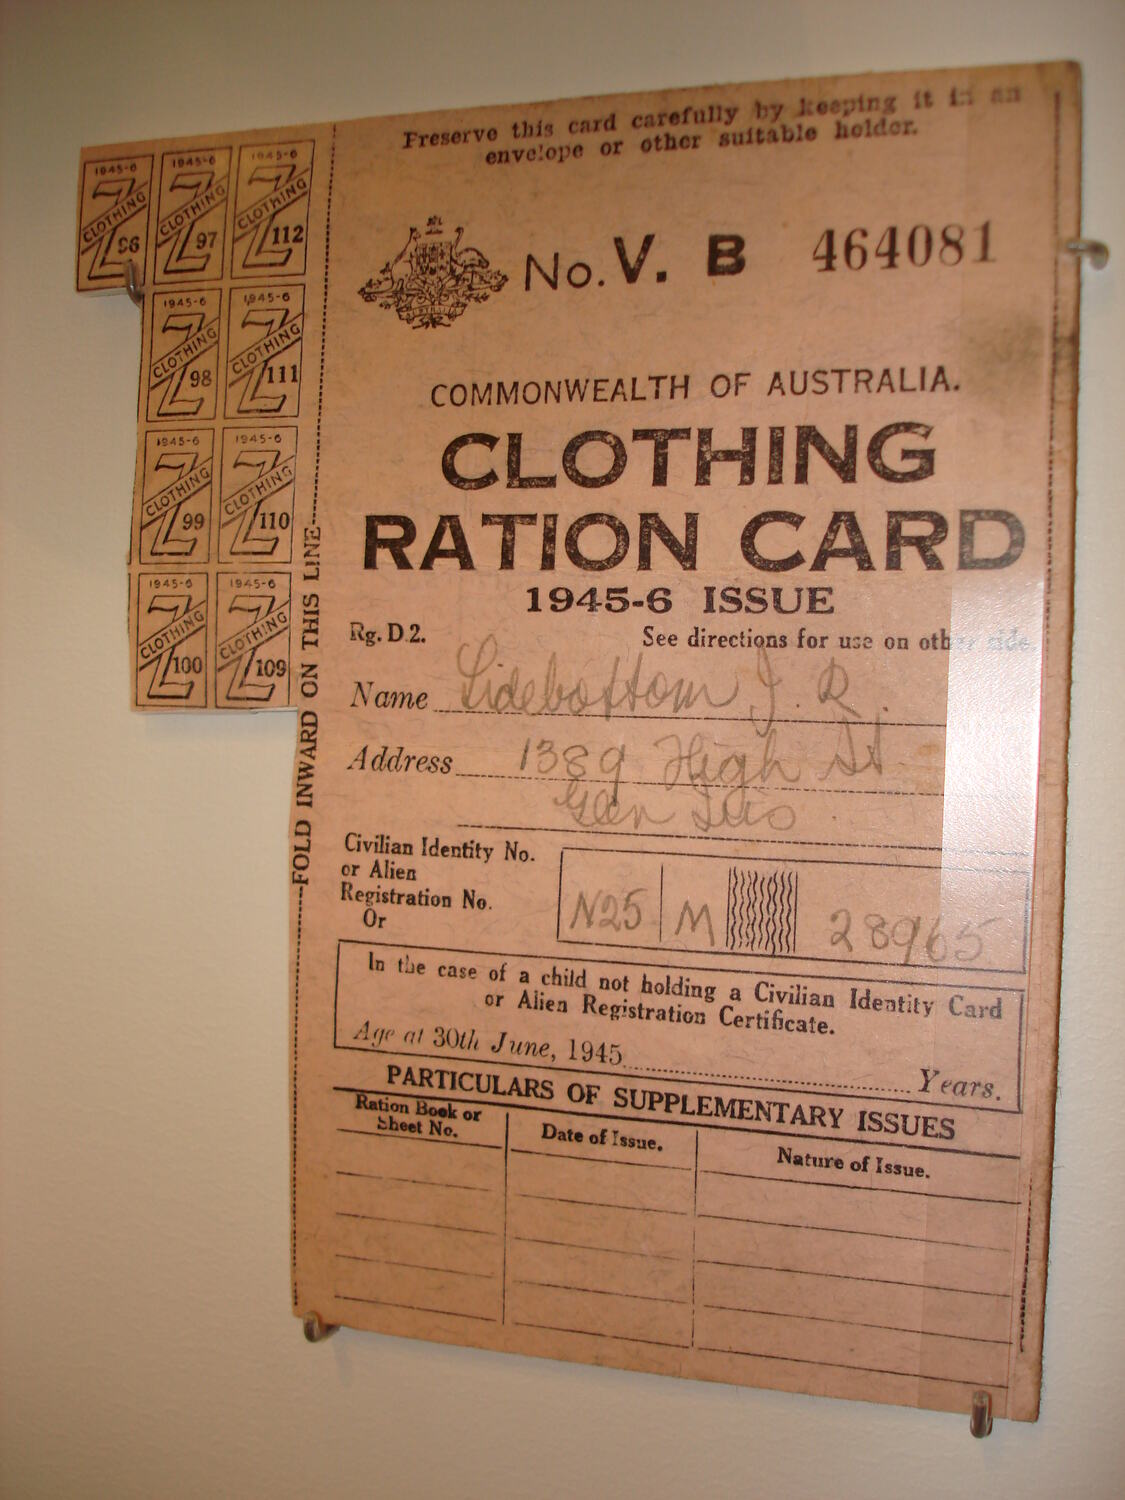 Preserve this card carefully by keeping it in an
envelope or other suitable holder.
No. V. B 464081
COMMONWEALTH OF AUSTRALIA.
CLOTHING
RATION CARD
1945-6 ISSUE
Rg. D.2. See directions for use on other side.
Name Sidebottom J. R.
Address 1389 High St
Glen Iris
Civilian Identity No.
or Alien
Registration No.
Or
N25 M 28965
In the case of a child not holding a Civilian Identity Card
or Alien Registration Certificate.
Age at 30th June, 1945 Years.
PARTICULARS OF SUPPLEMENTARY ISSUES
Ration Book or
Sheet No.
Date of Issue.
Nature of Issue.
FOLD INWARD ON THIS LINE
1945-6 Z CLOTHING 96
1945-6 Z CLOTHING 97
1945-6 Z CLOTHING 112
1945-6 Z CLOTHING 98
1945-6 Z CLOTHING 111
1945-6 Z CLOTHING 99
1945-6 Z CLOTHING 110
1945-6 Z CLOTHING 100
1945-6 Z CLOTHING 109